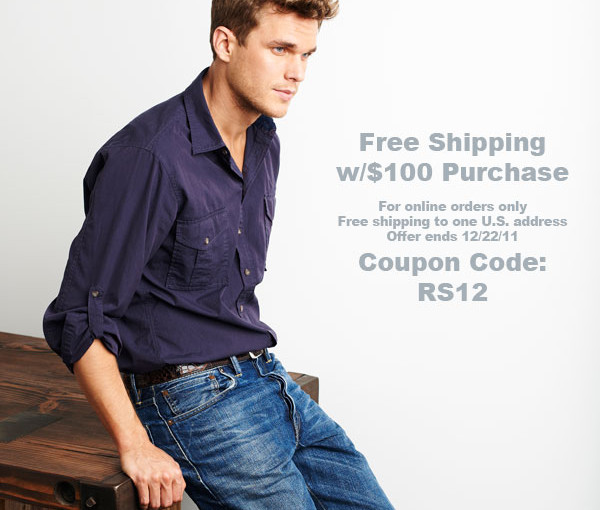 Free Shipping
w/$100 Purchase
For online orders only
Free shipping to one U.S. address
Offer ends 12/22/11
Coupon Code:
RS12